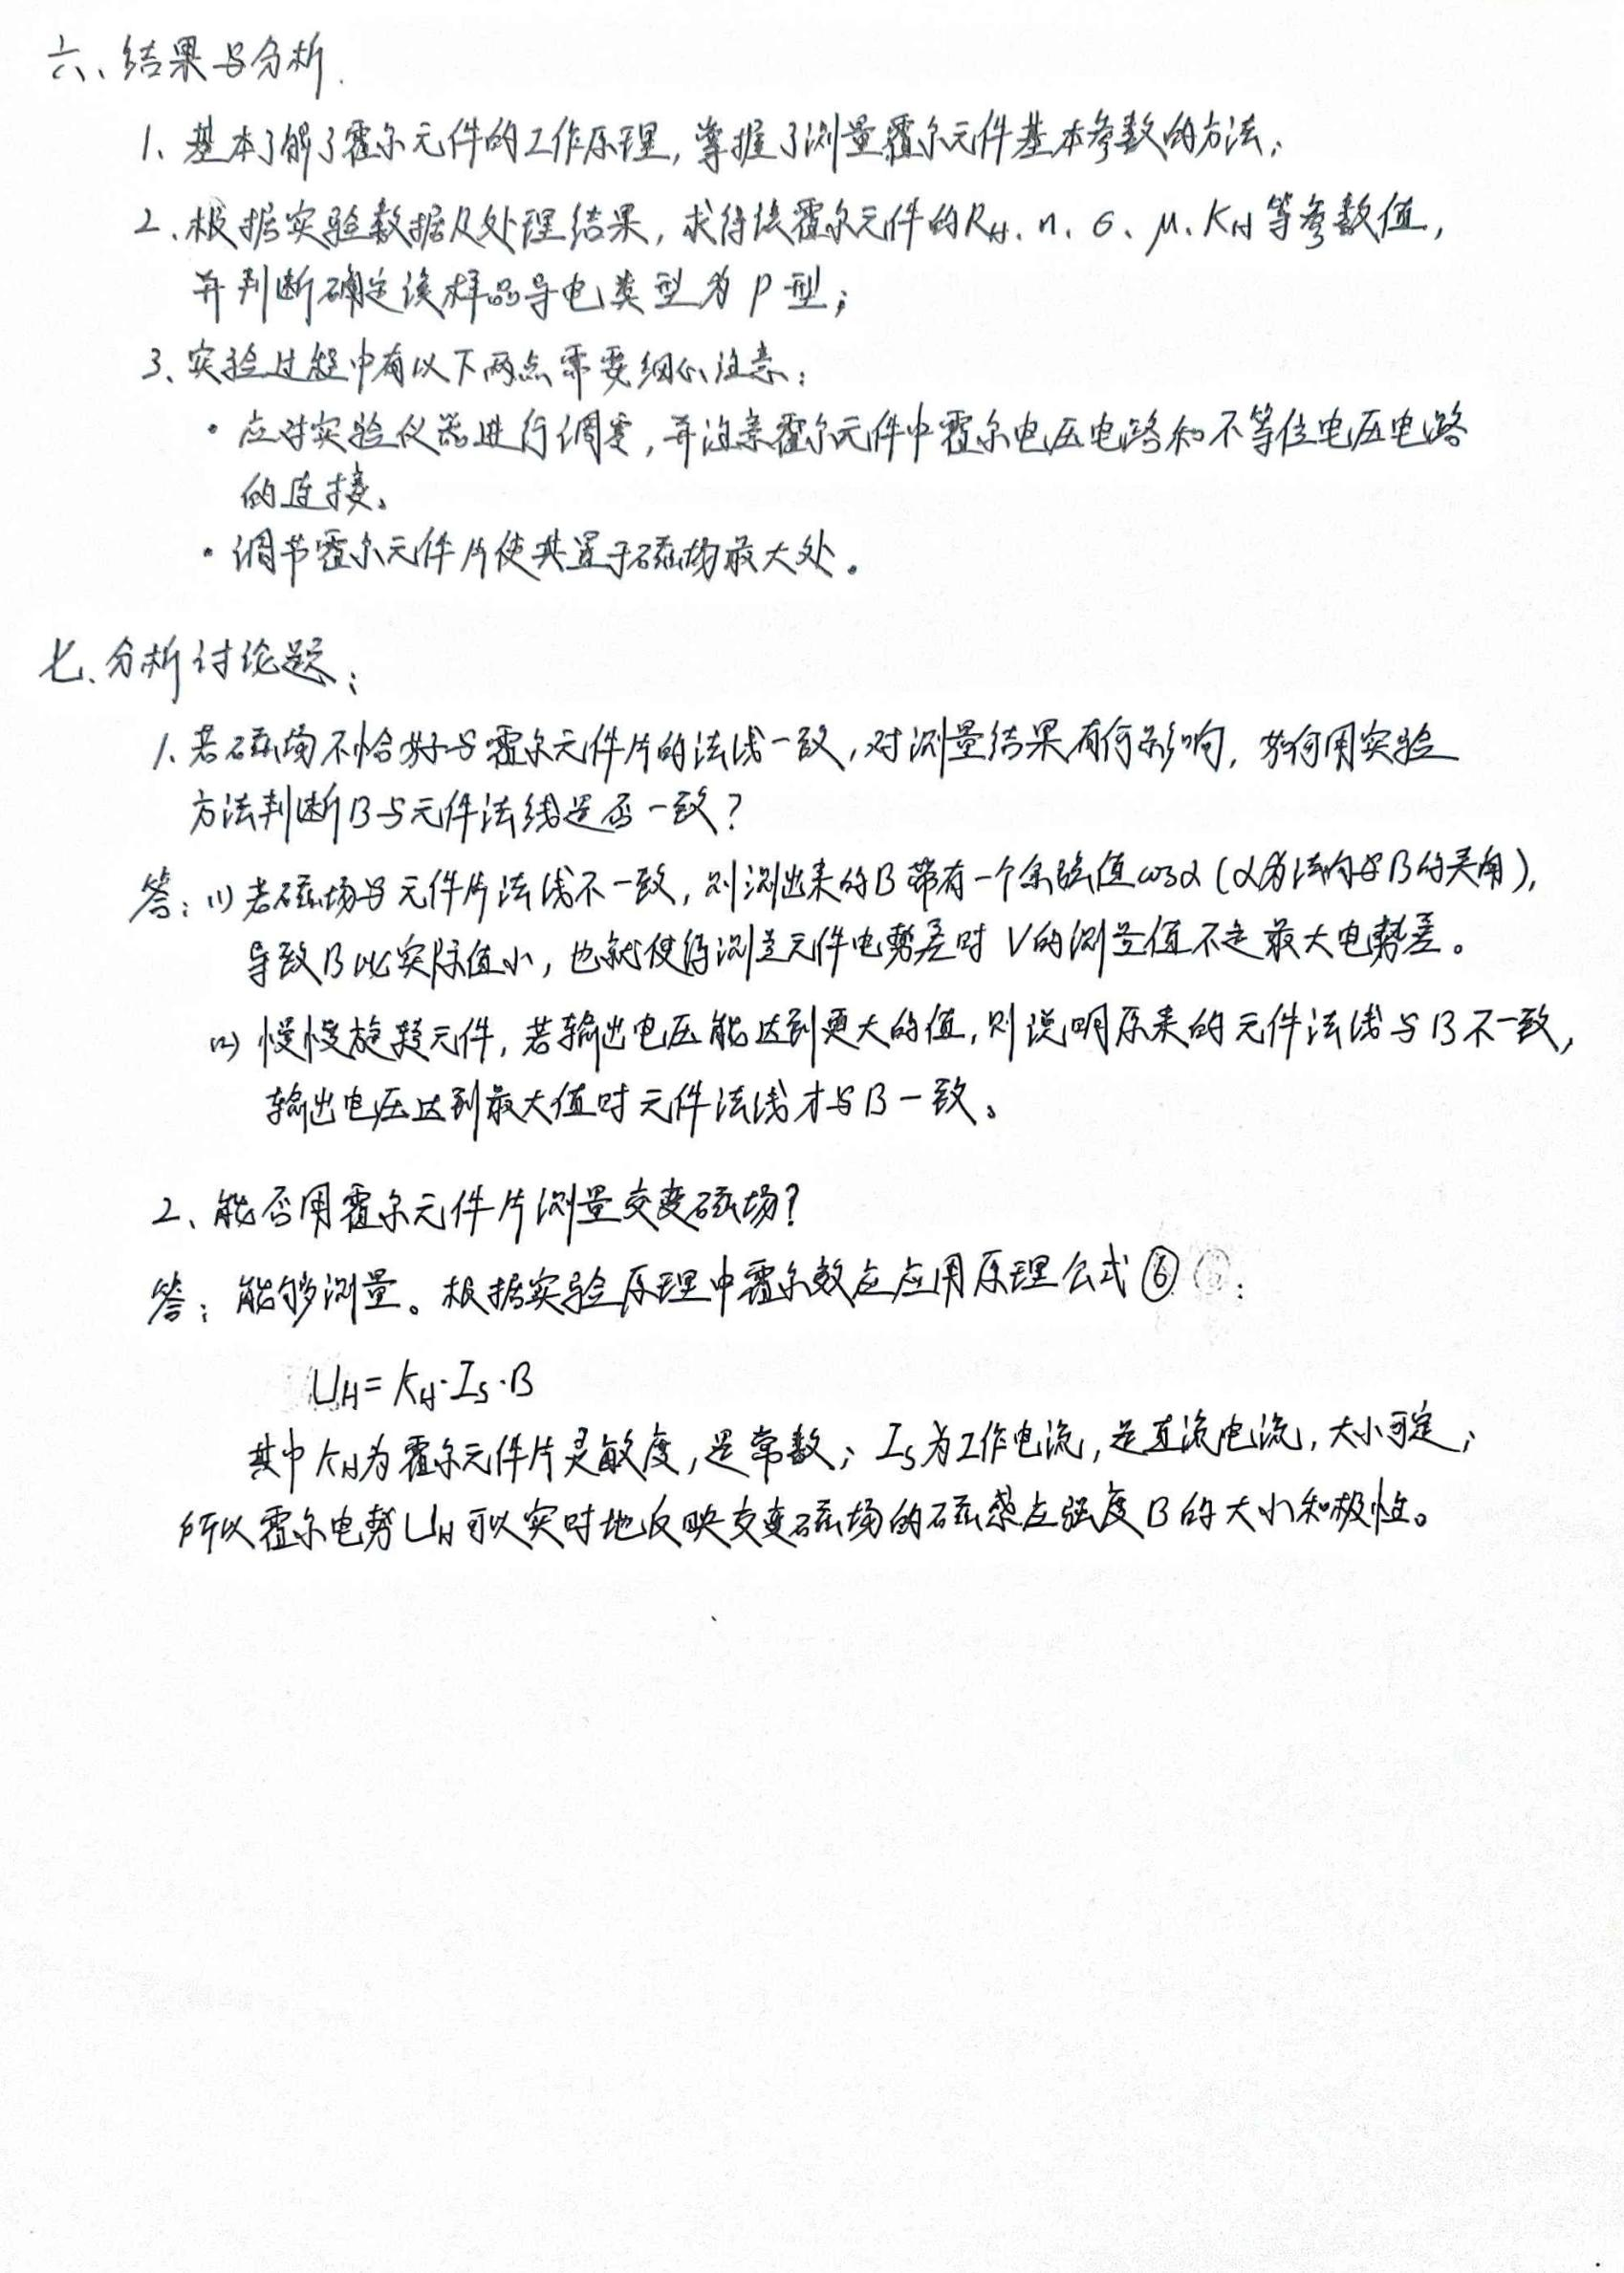 六、结果与分析.
1、基本了解了霍尔元件的工作原理,掌握了测量霍尔元件基本参数的方法;
2、根据实验数据及处理结果,求得该霍尔元件的RH、n、σ、μ、KH等参数值,
并判断确定该样品导电类型为P型;
3、实验过程中有以下两点需要细心注意:
·应对实验仪器进行调零,并注意霍尔元件中霍尔电压电路和不等位电压电路
的连接。
·调节霍尔元件片使其置于磁场最大处。
七、分析讨论题:
1.若磁场不恰好与霍尔元件片的法线一致,对测量结果有何影响,如何用实验
方法判断B与元件法线是否一致?
答:(1)若磁场与元件片法线不一致,则测出来的B带有一个余弦值cosα(α为法向与B的夹角),
导致B比实际值小,也就使得测量元件电势差时V的测量值不是最大电势差。
(2)慢慢旋转元件,若输出电压能达到更大的值,则说明原来的元件法线与B不一致,
输出电压达到最大值时元件法线才与B一致。
2、能否用霍尔元件片测量交变磁场?
答:能够测量。根据实验原理中霍尔效应应用原理公式⑥:
UH=KH·IS·B
其中KH为霍尔元件片灵敏度,是常数;IS为工作电流,是直流电流,大小可定;
所以霍尔电势UH可以实时地反映交变磁场的磁感应强度B的大小和极性。